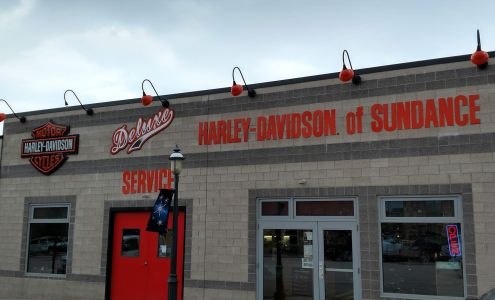 MOTOR
HARLEY-DAVIDSON
CYCLES
Deluxe
HARLEY-DAVIDSON of SUNDANCE
SERVICE